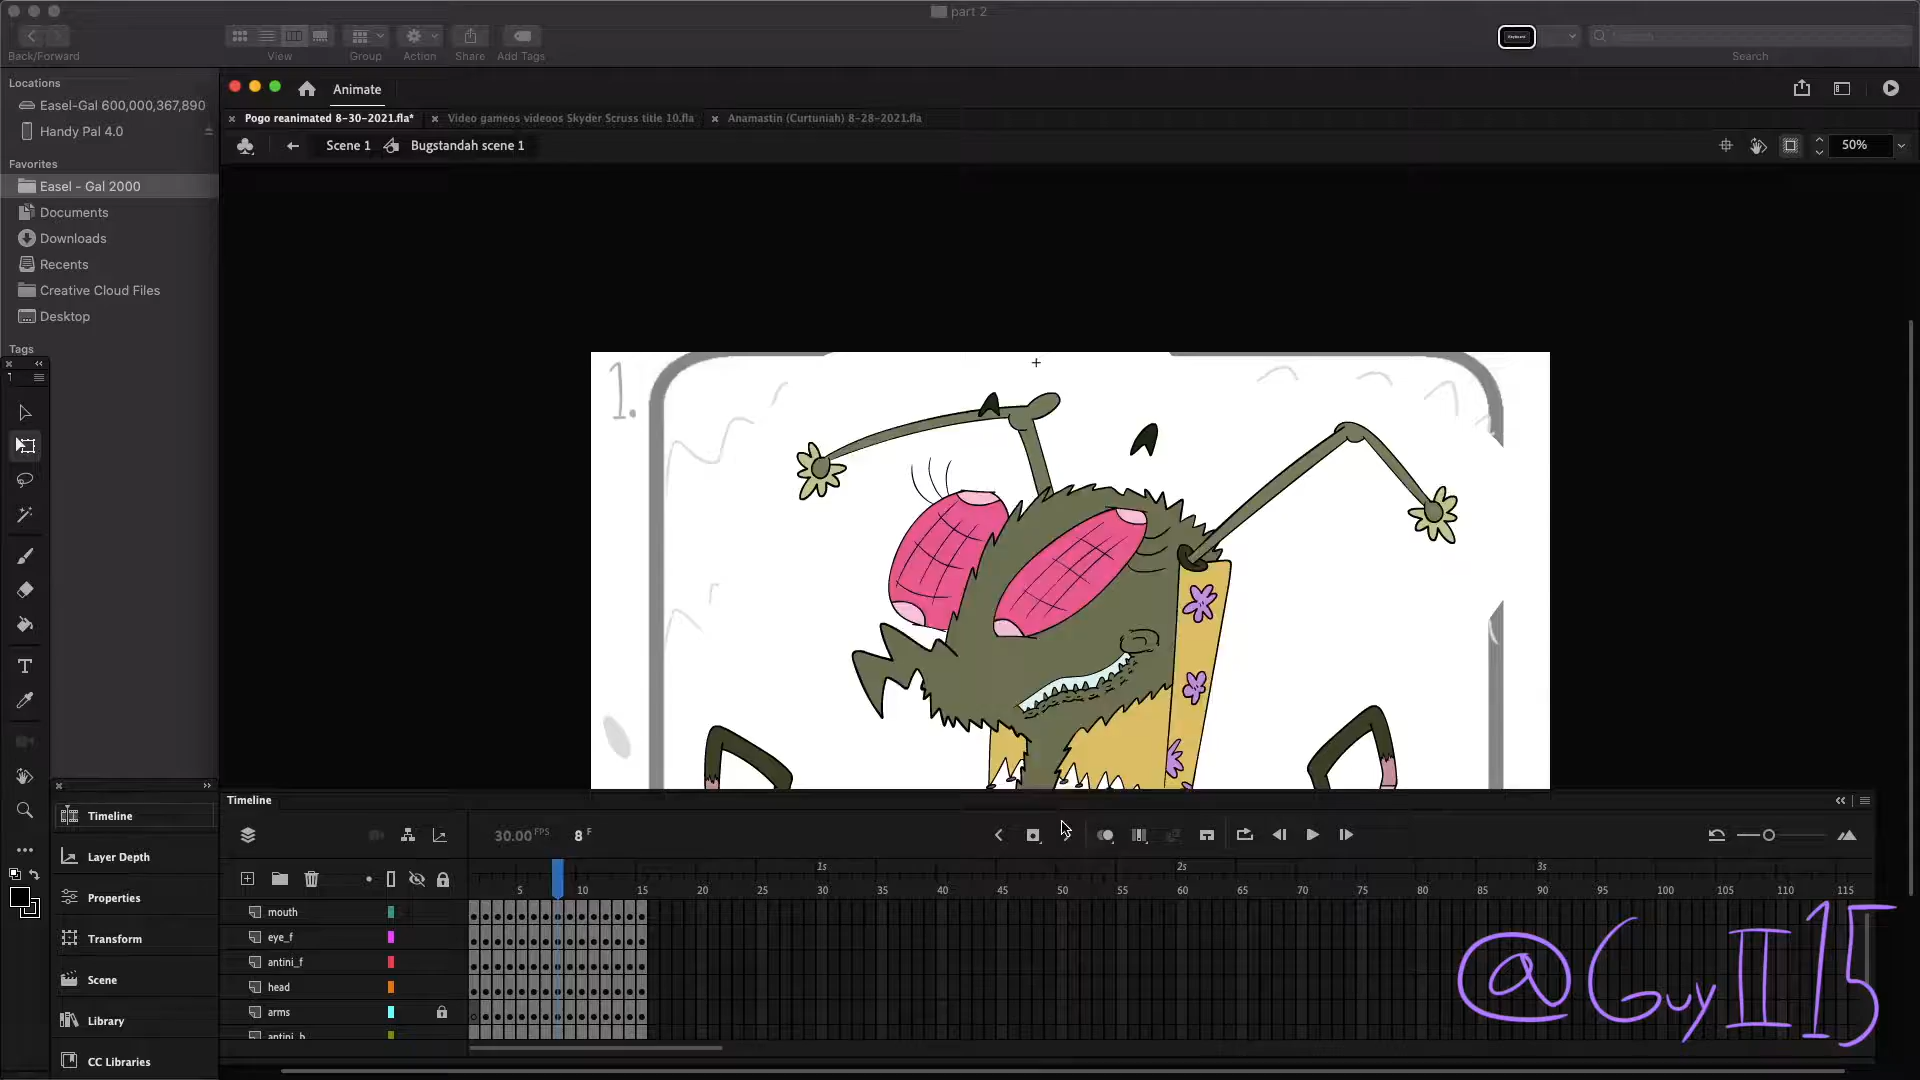 part 2
Back/Forward
View
Group
Action
Share
Add Tags
Search
Locations
Easel-Gal 600,000,367,890
Handy Pal 4.0
Favorites
Easel - Gal 2000
Documents
Downloads
Recents
Creative Cloud Files
Desktop
Tags
Animate
Pogo reanimated 8-30-2021.fla*
Video gameos videoos Skyder Scruss title 10.fla
Anamastin (Curtuniah) 8-28-2021.fla
Scene 1
Bugstandah scene 1
50%
1.
Timeline
Layer Depth
Properties
Transform
Scene
Library
CC Libraries
Timeline
30.00 FPS
8 F
1s 2s 3s
5 10 15 20 25 30 35 40 45 50 55 60 65 70 75 80 85 90 95 100 105 110 115
mouth
eye_f
antini_f
head
arms
antini_b
@GuyII15